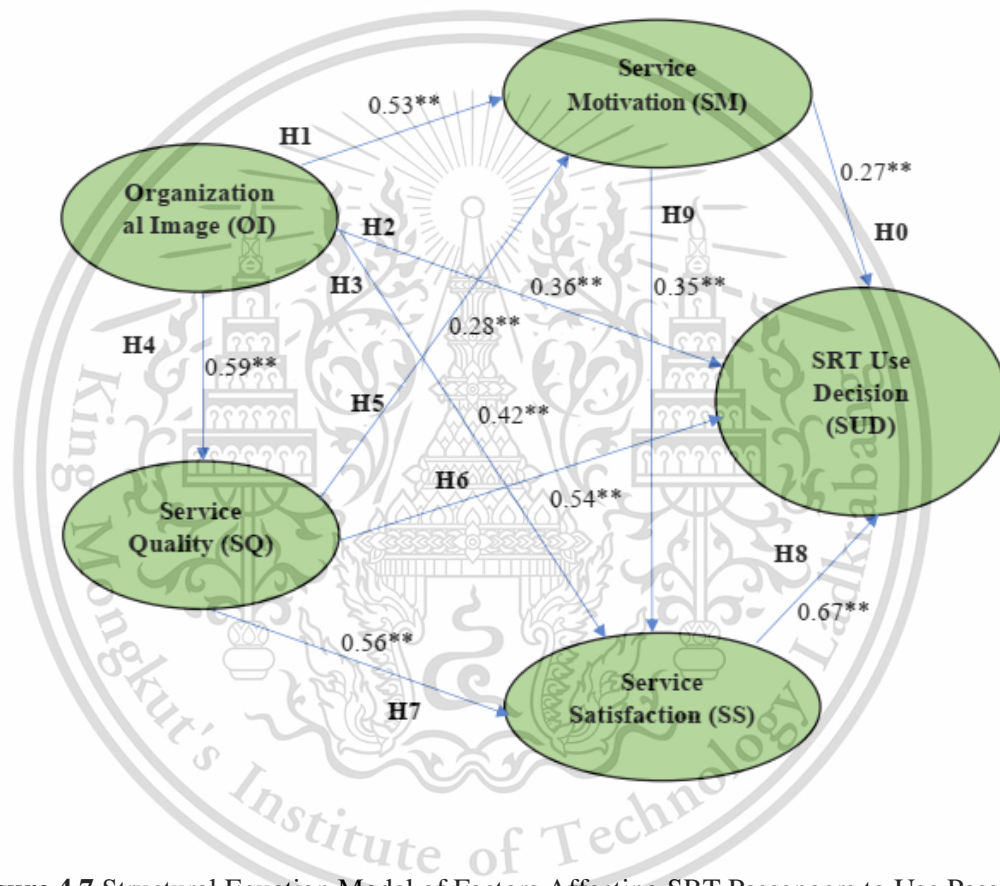 Service
Motivation (SM)
0.53**
H1
0.27**
Organization
al Image (OI)
H9
H2
H0
H3
0.36**
0.35**
0.28**
H4
0.59**
SRT Use
Decision
(SUD)
H5
0.42**
H6
0.54**
Service
Quality (SQ)
H8
0.67**
0.56**
Service
Satisfaction (SS)
H7
King Mongkut's Institute of Technology Ladkrabang
4.7 Structural Equation Model of Factors Affecting SRT Passengers to Use